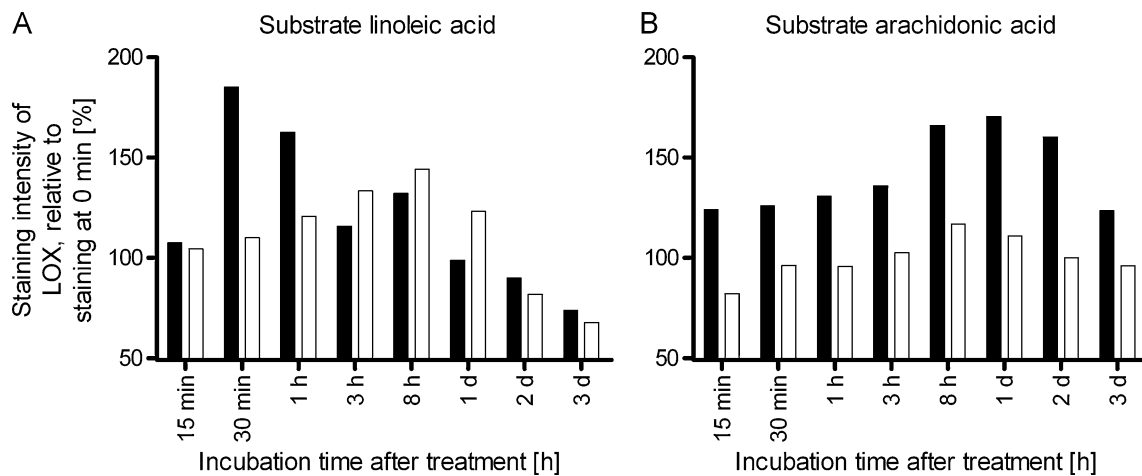 A
Substrate linoleic acid
Staining intensity of
LOX, relative to
staining at 0 min [%]
200
150
100
50
15 min
30 min
1 h
3 h
8 h
1 d
2 d
3 d
Incubation time after treatment [h]
B
Substrate arachidonic acid
200
150
100
50
15 min
30 min
1 h
3 h
8 h
1 d
2 d
3 d
Incubation time after treatment [h]